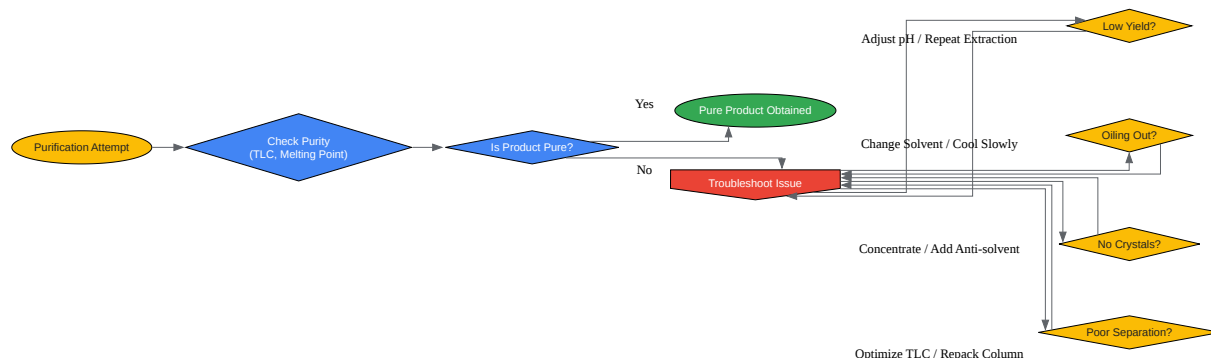 Purification Attempt
Check Purity
(TLC, Melting Point)
Is Product Pure?
Yes
No
Pure Product Obtained
Troubleshoot Issue
Adjust pH / Repeat Extraction
Low Yield?
Change Solvent / Cool Slowly
Oiling Out?
Concentrate / Add Anti-solvent
No Crystals?
Optimize TLC / Repack Column
Poor Separation?